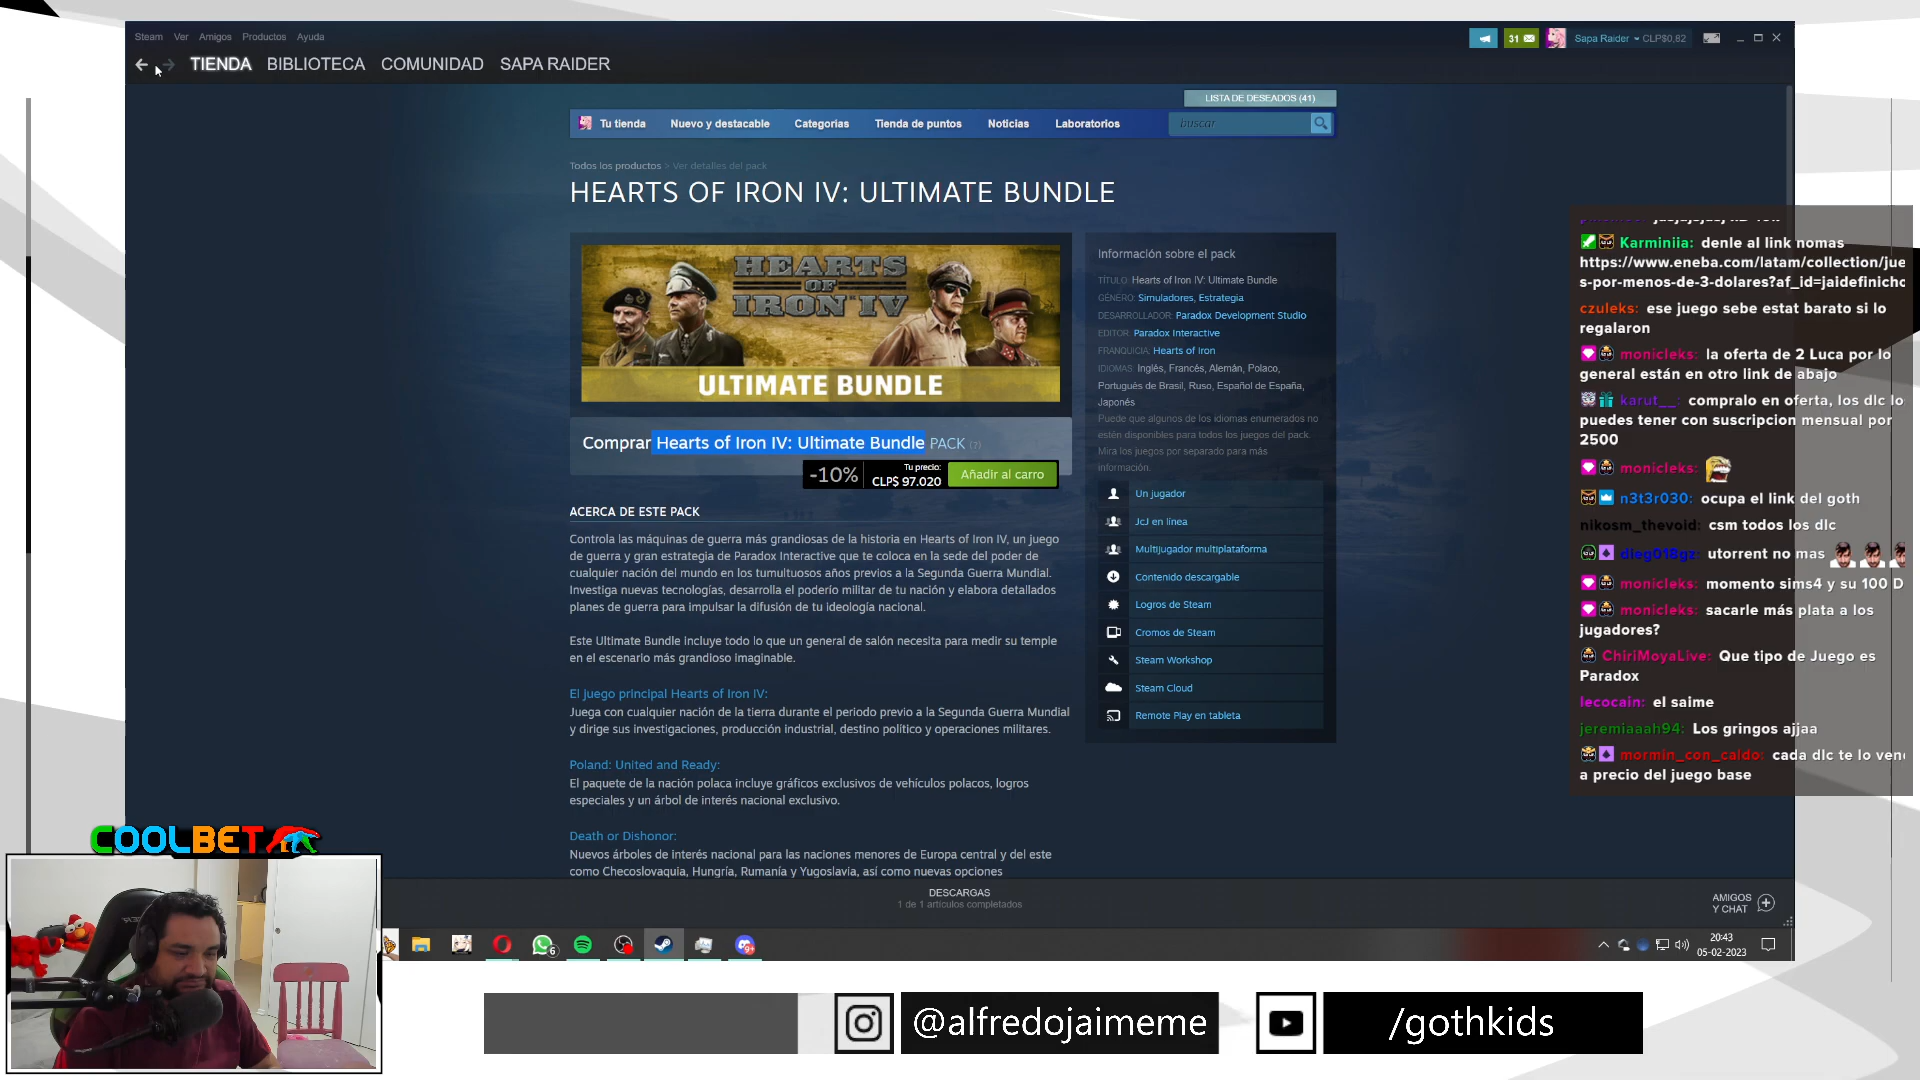 Steam Ver Amigos Productos Ayuda
31
Sapa Raider CLP$0,82
TIENDA BIBLIOTECA COMUNIDAD SAPA RAIDER
LISTA DE DESEADOS (41)
Tu tienda Nuevo y destacable Categorías Tienda de puntos Noticias Laboratorios buscar
Todos los productos > Ver detalles del pack
HEARTS OF IRON IV: ULTIMATE BUNDLE
HEARTS
OF
IRON IV
ULTIMATE BUNDLE
Comprar Hearts of Iron IV: Ultimate Bundle PACK (?)
-10%
Tu precio:
CLP$ 97.020
Añadir al carro
ACERCA DE ESTE PACK
Controla las máquinas de guerra más grandiosas de la historia en Hearts of Iron IV, un juego
de guerra y gran estrategia de Paradox Interactive que te coloca en la sede del poder de
cualquier nación del mundo en los tumultuosos años previos a la Segunda Guerra Mundial.
Investiga nuevas tecnologías, desarrolla el poderío militar de tu nación y elabora detallados
planes de guerra para impulsar la difusión de tu ideología nacional.
Este Ultimate Bundle incluye todo lo que un general de salón necesita para medir su temple
en el escenario más grandioso imaginable.
El juego principal Hearts of Iron IV:
Juega con cualquier nación de la tierra durante el periodo previo a la Segunda Guerra Mundial
y dirige sus investigaciones, producción industrial, destino político y operaciones militares.
Poland: United and Ready:
El paquete de la nación polaca incluye gráficos exclusivos de vehículos polacos, logros
especiales y un árbol de interés nacional exclusivo.
Death or Dishonor:
Nuevos árboles de interés nacional para las naciones menores de Europa central y del este
como Checoslovaquia, Hungría, Rumanía y Yugoslavia, así como nuevas opciones
Información sobre el pack
TÍTULO: Hearts of Iron IV: Ultimate Bundle
GÉNERO: Simuladores, Estrategia
DESARROLLADOR: Paradox Development Studio
EDITOR: Paradox Interactive
FRANQUICIA: Hearts of Iron
IDIOMAS: Inglés, Francés, Alemán, Polaco,
Portugués de Brasil, Ruso, Español de España,
Japonés
Puede que algunos de los idiomas enumerados no
estén disponibles para todos los juegos del pack.
Mira los juegos por separado para más
información.
Un jugador
JcJ en línea
Multijugador multiplataforma
Contenido descargable
Logros de Steam
Cromos de Steam
Steam Workshop
Steam Cloud
Remote Play en tableta
Karminiia: denle al link nomas
https://www.eneba.com/latam/collection/jue
s-por-menos-de-3-dolares?af_id=jaidefinicho
czuleks: ese juego sebe estat barato si lo
regalaron
monicleks: la oferta de 2 Luca por lo
general están en otro link de abajo
karut__: compralo en oferta, los dlc lo
puedes tener con suscripcion mensual por
2500
monicleks:
n3t3r030: ocupa el link del goth
nikosm_thevoid: csm todos los dlc
dieg018gz: utorrent no mas
monicleks: momento sims4 y su 100 D
monicleks: sacarle más plata a los
jugadores?
ChiriMoyaLive: Que tipo de Juego es
Paradox
lecocain: el saime
jeremiaaah94: Los gringos ajjaa
mormin_con_caldo: cada dlc te lo ven
a precio del juego base
DESCARGAS
1 de 1 artículos completados
AMIGOS
Y CHAT
COOLBET
6
20:43
05-02-2023
@alfredojaimeme
/gothkids